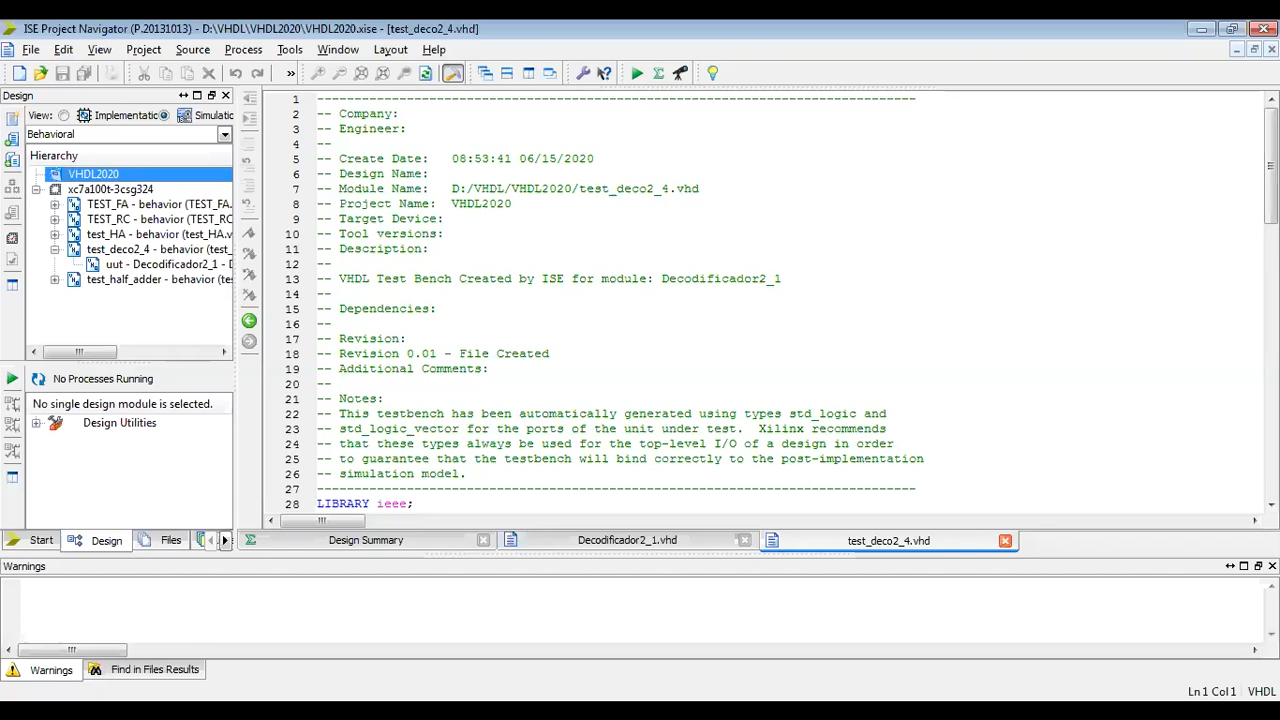 ISE Project Navigator (P.20131013) - D:\VHDL\VHDL2020\VHDL2020.xise - [test_deco2_4.vhd]
File Edit View Project Source Process Tools Window Layout Help
»
Design
View: Implementatic Simulatio
Behavioral
Hierarchy
VHDL2020
xc7a100t-3csg324
TEST_FA - behavior (TEST_FA.
TEST_RC - behavior (TEST_RC.
test_HA - behavior (test_HA.v
test_deco2_4 - behavior (test_
uut - Decodificador2_1 - D
test_half_adder - behavior (te
No Processes Running
No single design module is selected.
Design Utilities
Start Design Files
1 --------------------------------------------------------------------------------
2 -- Company:
3 -- Engineer:
4 --
5 -- Create Date:   08:53:41 06/15/2020
6 -- Design Name:
7 -- Module Name:   D:/VHDL/VHDL2020/test_deco2_4.vhd
8 -- Project Name:  VHDL2020
9 -- Target Device:
10 -- Tool versions:
11 -- Description:
12 --
13 -- VHDL Test Bench Created by ISE for module: Decodificador2_1
14 --
15 -- Dependencies:
16 --
17 -- Revision:
18 -- Revision 0.01 - File Created
19 -- Additional Comments:
20 --
21 -- Notes:
22 -- This testbench has been automatically generated using types std_logic and
23 -- std_logic_vector for the ports of the unit under test.  Xilinx recommends
24 -- that these types always be used for the top-level I/O of a design in order
25 -- to guarantee that the testbench will bind correctly to the post-implementation
26 -- simulation model.
27 --------------------------------------------------------------------------------
28 LIBRARY ieee;
Design Summary Decodificador2_1.vhd test_deco2_4.vhd
Warnings
Warnings Find in Files Results
Ln 1 Col 1 VHDL